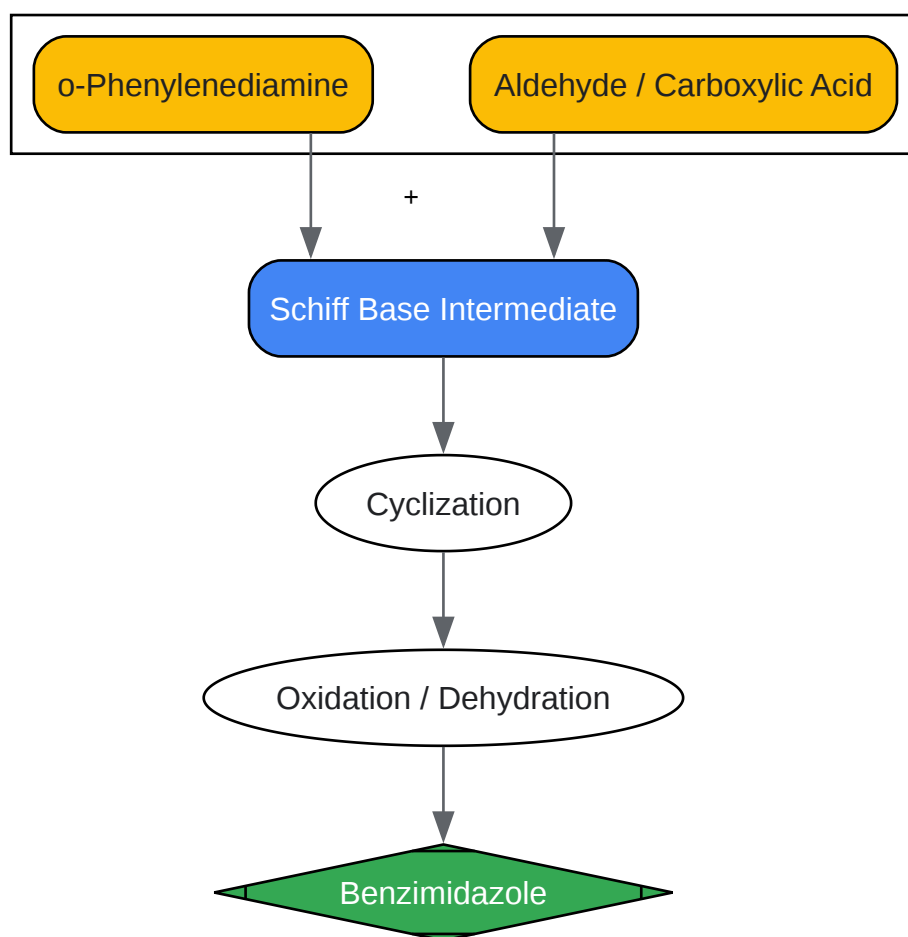 o-Phenylenediamine
Aldehyde / Carboxylic Acid
+
Schiff Base Intermediate
Cyclization
Oxidation / Dehydration
Benzimidazole